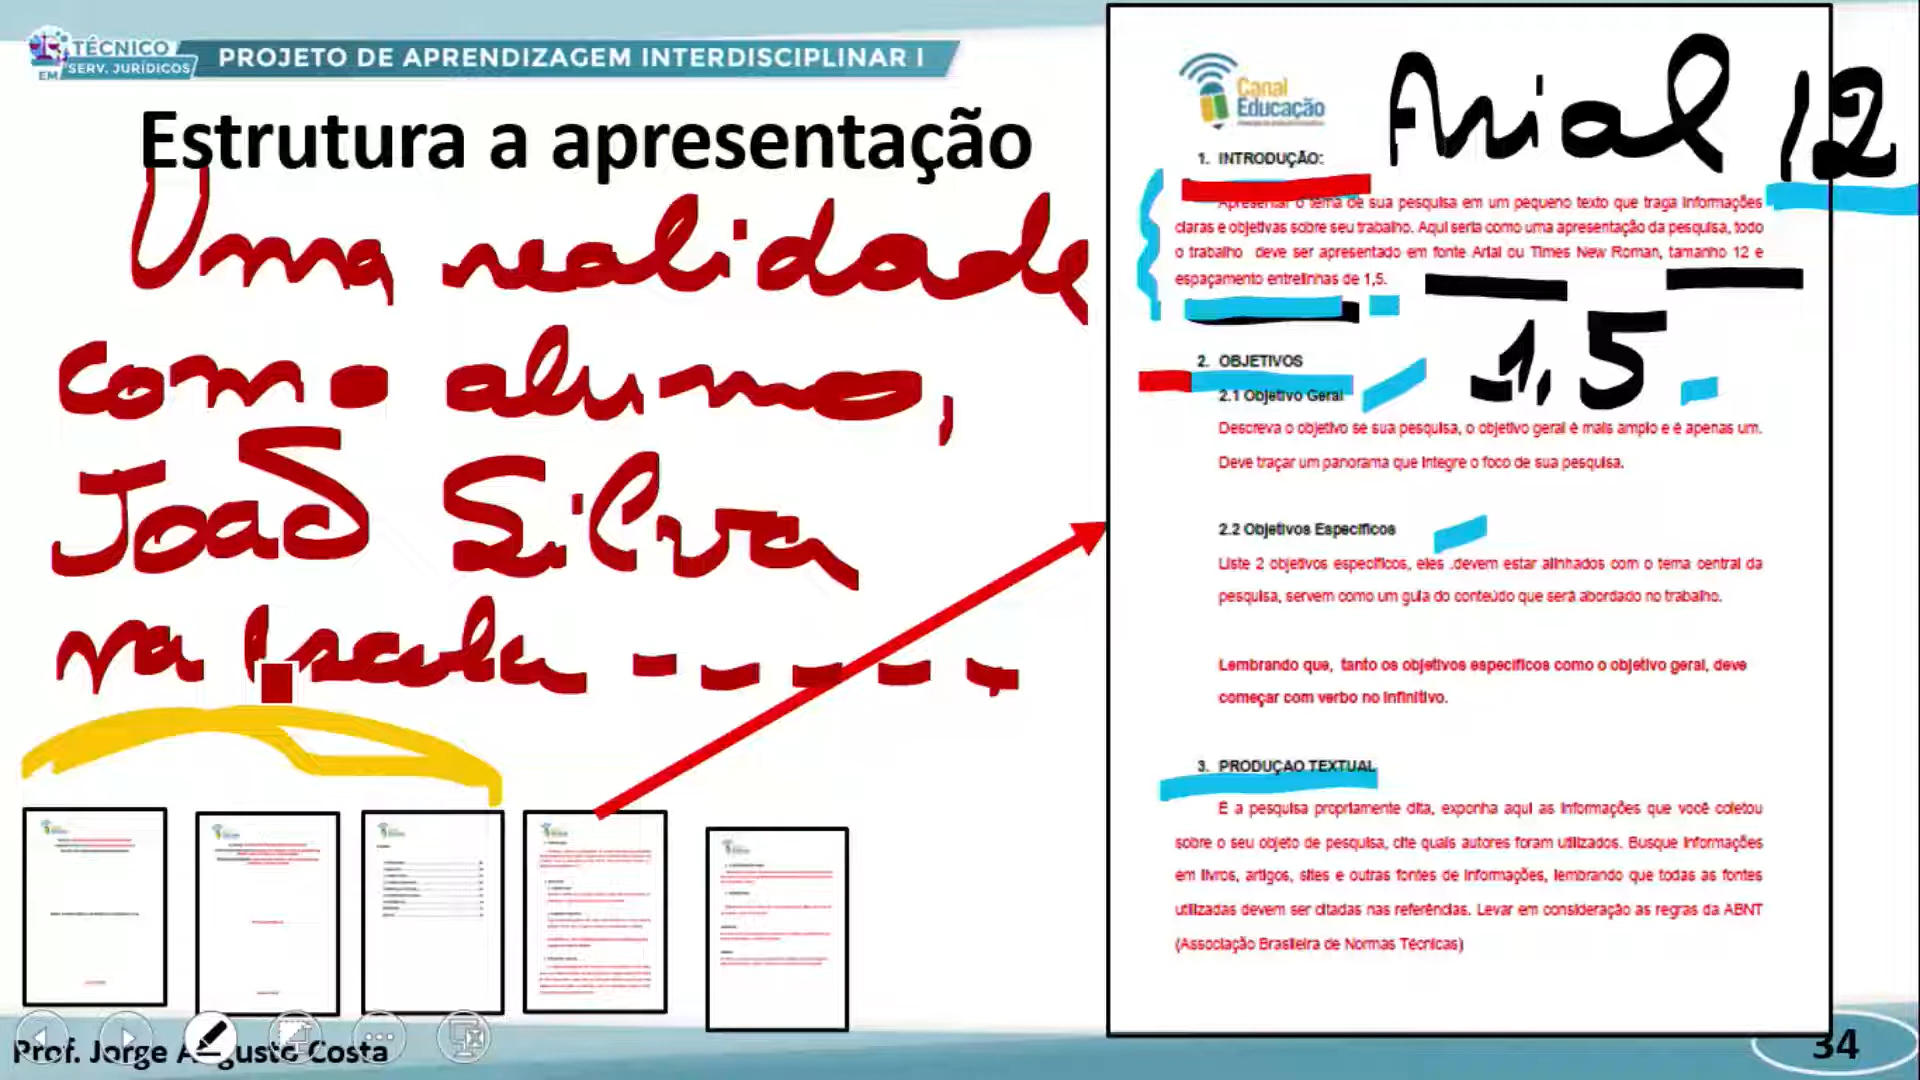 TÉCNICO
EM SERV. JURÍDICOS
PROJETO DE APRENDIZAGEM INTERDISCIPLINAR I
Estrutura a apresentação
Uma realidade
como aluno,
João Silva
na Escola - - - - -
Prof. Jorge Augusto Costa
Canal
Educação
Arial 12
1. INTRODUÇÃO:
Apresentar o tema de sua pesquisa em um pequeno texto que traga informações
claras e objetivas sobre seu trabalho. Aqui seria como uma apresentação da pesquisa, todo
o trabalho deve ser apresentado em fonte Arial ou Times New Roman, tamanho 12 e
espaçamento entrelinhas de 1,5.
1,5
2. OBJETIVOS
2.1 Objetivo Geral
Descreva o objetivo se sua pesquisa, o objetivo geral é mais amplo e é apenas um.
Deve traçar um panorama que integre o foco de sua pesquisa.
2.2 Objetivos Específicos
Liste 2 objetivos específicos, eles .devem estar alinhados com o tema central da
pesquisa, servem como um guia do conteúdo que será abordado no trabalho.
Lembrando que, tanto os objetivos específicos como o objetivo geral, deve
começar com verbo no infinitivo.
3. PRODUÇÃO TEXTUAL
É a pesquisa propriamente dita, exponha aqui as informações que você coletou
sobre o seu objeto de pesquisa, cite quais autores foram utilizados. Busque informações
em livros, artigos, sites e outras fontes de informações, lembrando que todas as fontes
utilizadas devem ser citadas nas referências. Levar em consideração as regras da ABNT
(Associação Brasileira de Normas Técnicas)
34